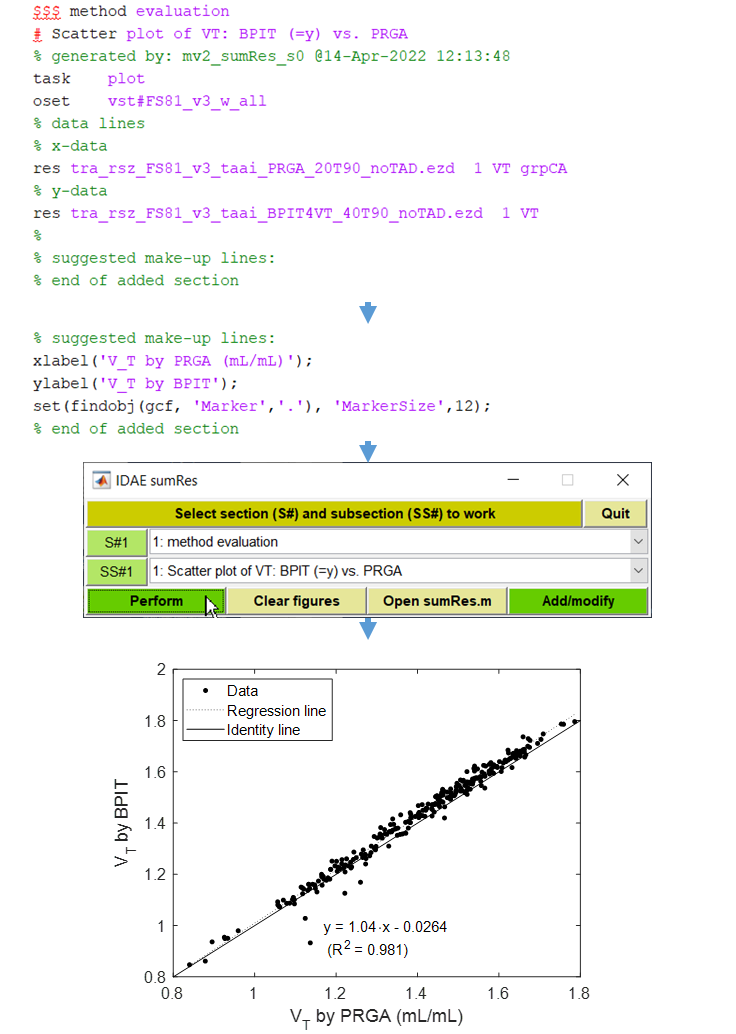 $$$ method evaluation
# Scatter plot of VT: BPIT (=y) vs. PRGA
% generated by: mv2_sumRes_s0 @14-Apr-2022 12:13:48
task plot
oset vst#FS81_v3_w_all
% data lines
% x-data
res tra_rsz_FS81_v3_taai_PRGA_20T90_noTAD.ezd 1 VT grpCA
% y-data
res tra_rsz_FS81_v3_taai_BPIT4VT_40T90_noTAD.ezd 1 VT
%
% suggested make-up lines:
% end of added section
% suggested make-up lines:
xlabel('V_T by PRGA (mL/mL)');
ylabel('V_T by BPIT');
set(findobj(gcf, 'Marker','.'), 'MarkerSize',12);
% end of added section
IDAE sumRes
Select section (S#) and subsection (SS#) to work Quit
S#1 1: method evaluation
SS#1 1: Scatter plot of VT: BPIT (=y) vs. PRGA
Perform Clear figures Open sumRes.m Add/modify
2
Data
Regression line
Identity line
1.8
1.6
1.4
1.2
1
0.8
V_T by BPIT
y = 1.04·x - 0.0264
(R² = 0.981)
0.8 1 1.2 1.4 1.6 1.8
V_T by PRGA (mL/mL)